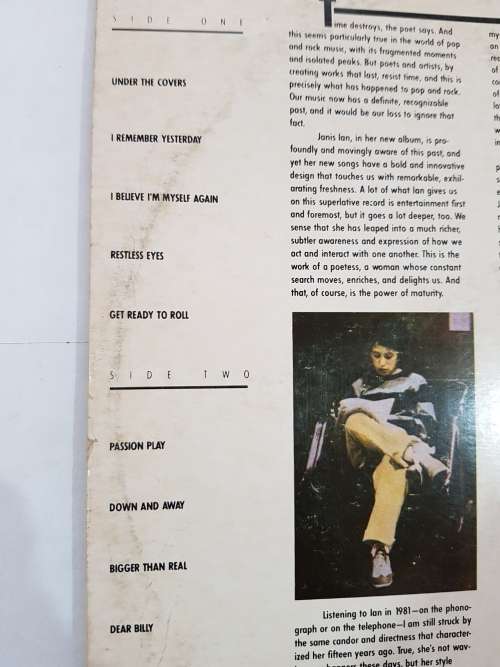 SIDE ONE
UNDER THE COVERS
I REMEMBER YESTERDAY
I BELIEVE I'M MYSELF AGAIN
RESTLESS EYES
GET READY TO ROLL
SIDE TWO
PASSION PLAY
DOWN AND AWAY
BIGGER THAN REAL
DEAR BILLY
Time destroys, the poet says. And
this seems particularly true in the world of pop
and rock music, with its fragmented moments
and isolated peaks. But poets and artists, by
creating works that last, resist time, and this is
precisely what has happened to pop and rock.
Our music now has a definite, recognizable
past, and it would be our loss to ignore that
fact.
Janis Ian, in her new album, is pro-
foundly and movingly aware of this past, and
yet her new songs have a bold and innovative
design that touches us with remarkable, exhil-
arating freshness. A lot of what Ian gives us
on this superlative record is entertainment first
and foremost, but it goes a lot deeper, too. We
sense that she has leaped into a much richer,
subtler awareness and expression of how we
act and interact with one another. This is the
work of a poetess, a woman whose constant
search moves, enriches, and delights us. And
that, of course, is the power of maturity.
Listening to Ian in 1981—on the phono-
graph or on the telephone—I am still struck by
the same candor and directness that character-
ized her fifteen years ago. True, she's not wav-
these days, but her style